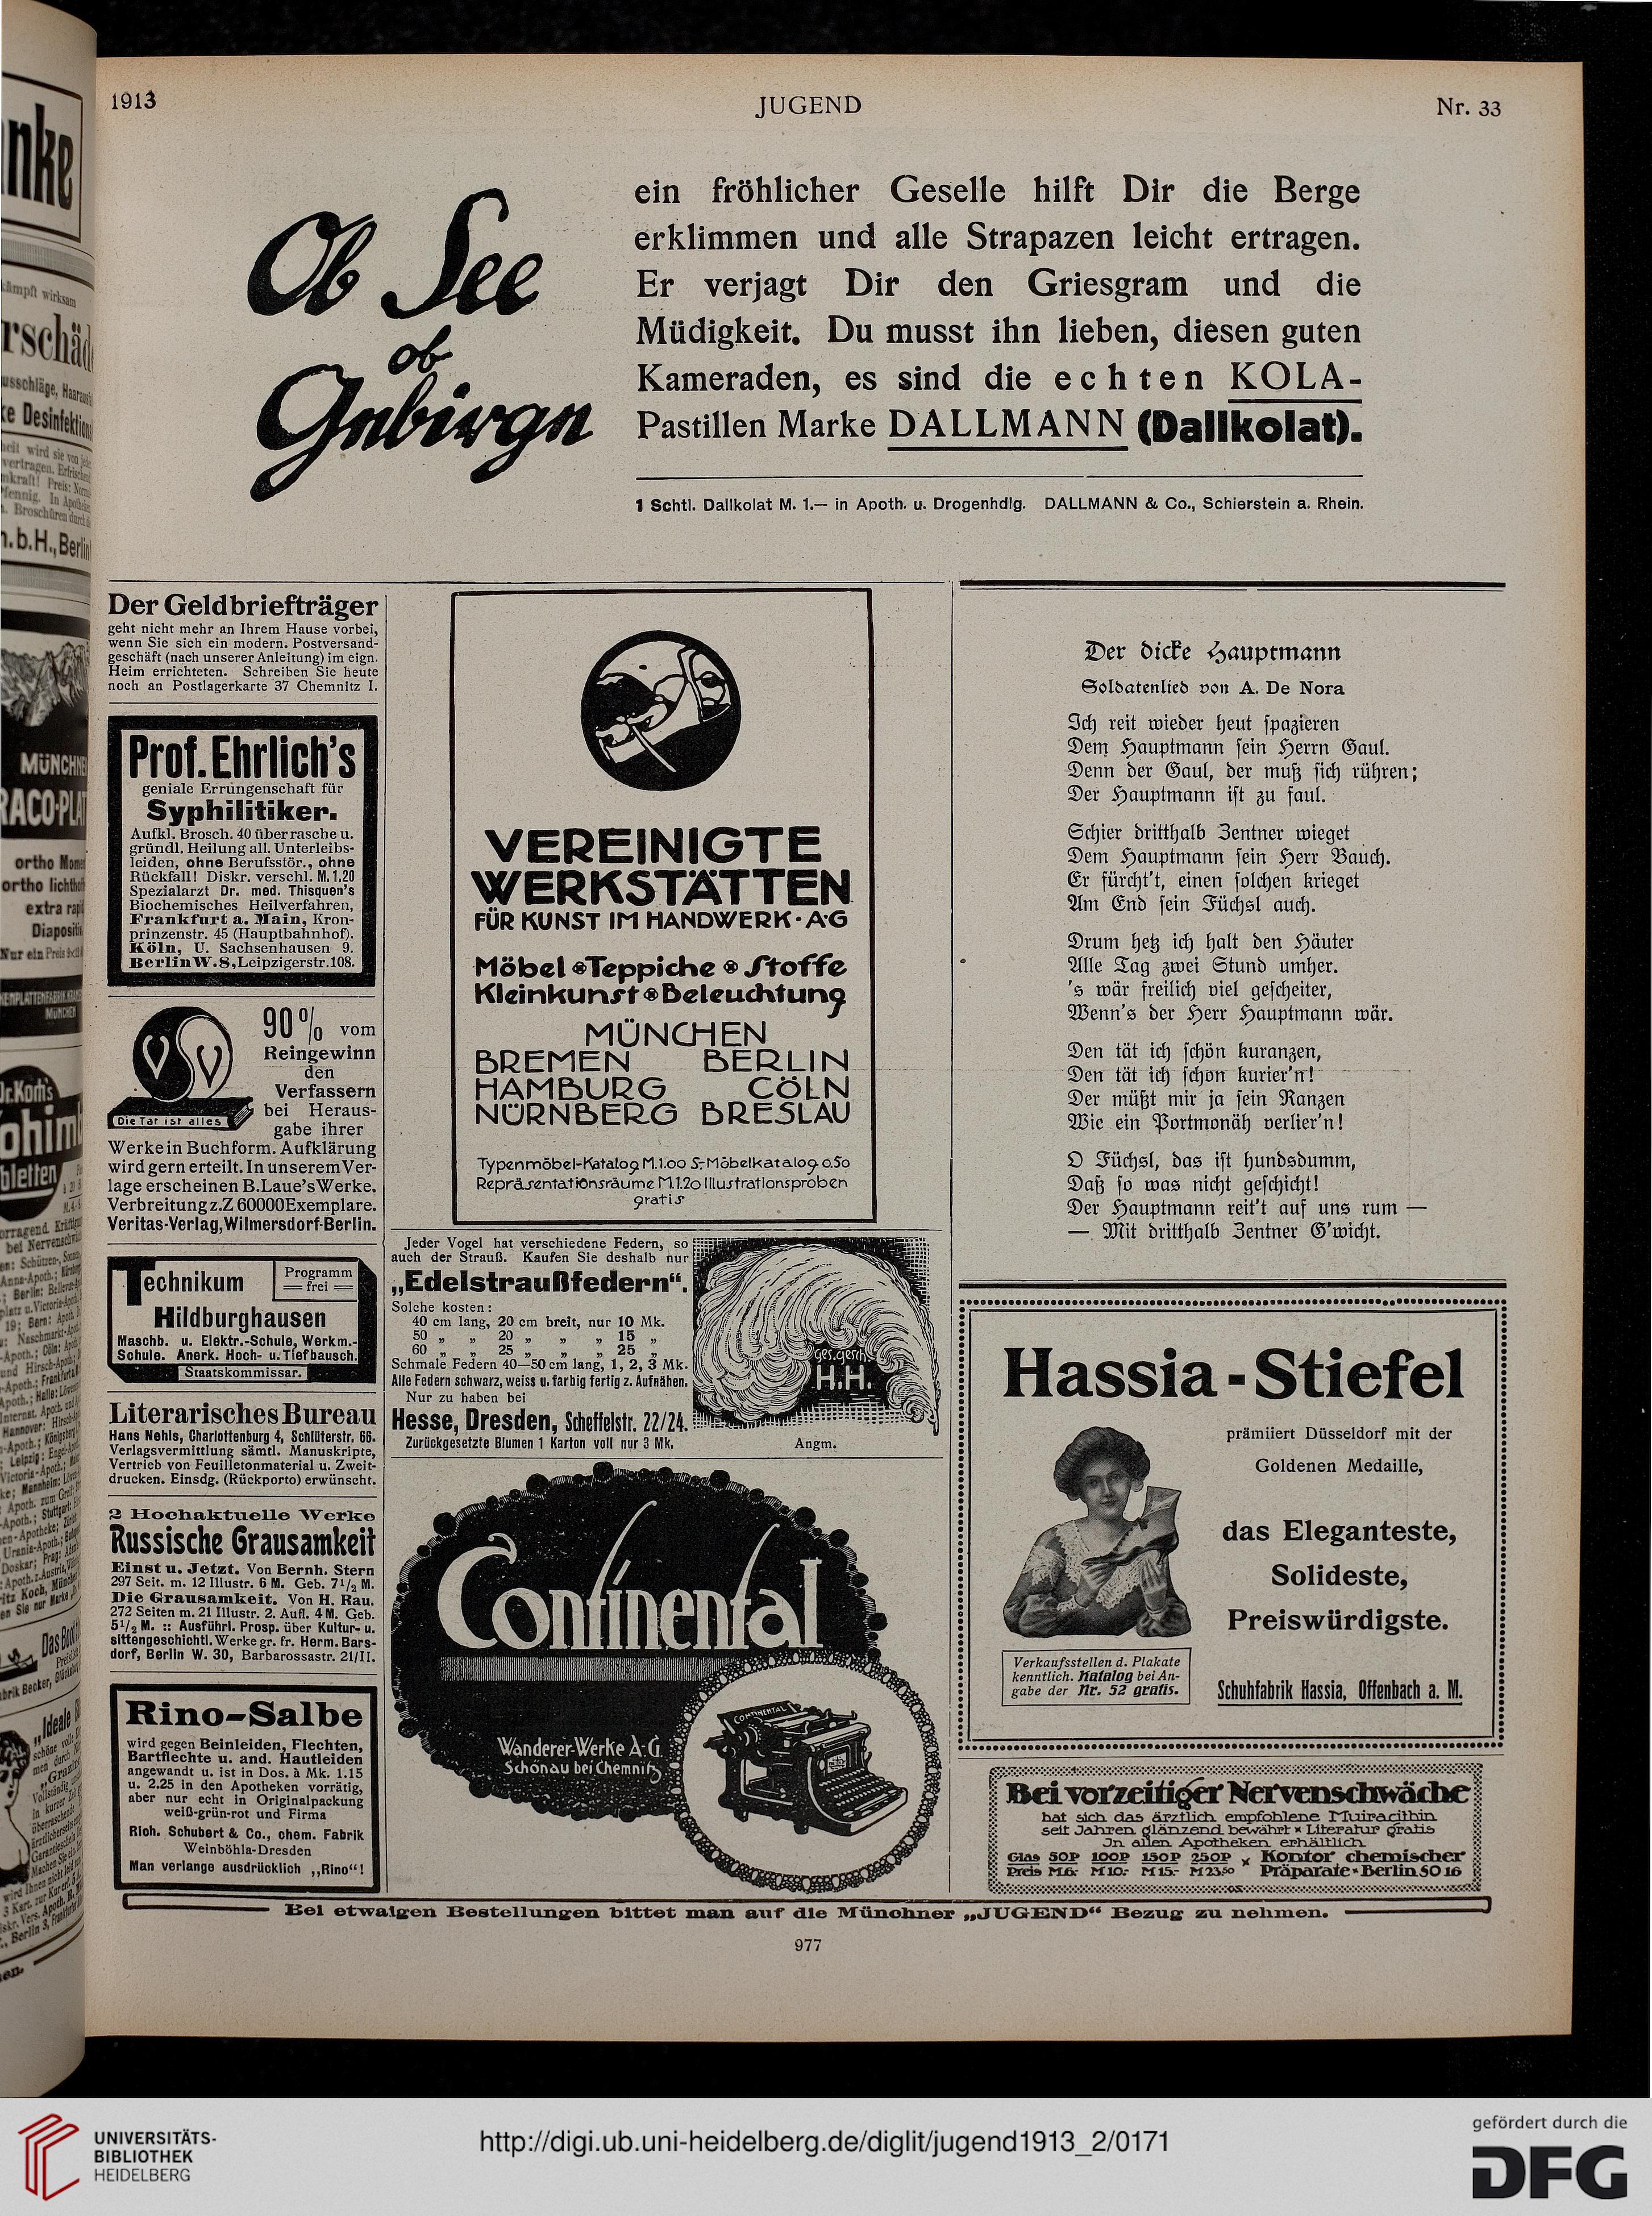 1913
JUGEND
Nr. 33
Ob See
ob
Gebirge
ein fröhlicher Geselle hilft Dir die Berge
erklimmen und alle Strapazen leicht ertragen.
Er verjagt Dir den Griesgram und die
Müdigkeit. Du musst ihn lieben, diesen guten
Kameraden, es sind die echten KOLA-
Pastillen Marke DALLMANN (Dallkolat).
1 Schtl. Dallkolat M. 1.— in Apoth. u. Drogenhdlg. DALLMANN & Co., Schierstein a. Rhein.
Der Geldbriefträger
geht nicht mehr an Ihrem Hause vorbei,
wenn Sie sich ein modern. Postversand-
geschäft (nach unserer Anleitung) im eign.
Heim errichteten. Schreiben Sie heute
noch an Postlagerkarte 37 Chemnitz I.
Prof. Ehrlich's
geniale Errungenschaft für
Syphilitiker.
Aufkl. Brosch. 40 über rasche u.
gründl. Heilung all. Unterleibs-
leiden, ohne Berufsstör., ohne
Rückfall! Diskr. verschl. M. 1,20
Spezialarzt Dr. med. Thisquen's
Biochemisches Heilverfahren,
Frankfurt a. Main, Kron-
prinzenstr. 45 (Hauptbahnhof).
Köln, U. Sachsenhausen 9.
Berlin W. 8, Leipzigerstr. 108.
Die Tat ist alles
90% vom
Reingewinn
den
Verfassern
bei Heraus-
gabe ihrer
Werke in Buchform. Aufklärung
wird gern erteilt. In unserem Ver-
lage erscheinen B. Laue's Werke.
Verbreitung z. Z 60000 Exemplare.
Veritas-Verlag, Wilmersdorf-Berlin.
Technikum
Programm
frei
Hildburghausen
Maschb. u. Elektr.-Schule, Werkm.-
Schule. Anerk. Hoch- u. Tiefbausch.
Staatskommissar.
Literarisches Bureau
Hans Nehls, Charlottenburg 4, Schlüterstr. 66.
Verlagsvermittlung sämtl. Manuskripte,
Vertrieb von Feuilletonmaterial u. Zweit-
drucken. Einsdg. (Rückporto) erwünscht.
2 Hochaktuelle Werke
Russische Grausamkeit
Einst u. Jetzt. Von Bernh. Stern
297 Seit. m. 12 Illustr. 6 M. Geb. 7½ M.
Die Grausamkeit. Von H. Rau.
272 Seiten m. 21 Illustr. 2. Aufl. 4 M. Geb.
5½ M. :: Ausführl. Prosp. über Kultur- u.
sittengeschichtl. Werke gr. fr. Herm. Bars-
dorf, Berlin W. 30, Barbarossastr. 21/II.
Rino-Salbe
wird gegen Beinleiden, Flechten,
Bartflechte u. and. Hautleiden
angewandt u. ist in Dos. à Mk. 1.15
u. 2.25 in den Apotheken vorrätig,
aber nur echt in Originalpackung
weiß-grün-rot und Firma
Rich. Schubert & Co., chem. Fabrik
Weinböhla-Dresden
Man verlange ausdrücklich „Rino“!
VEREINIGTE
WERKSTÄTTEN
FÜR KUNST IM HANDWERK · A·G
Möbel Teppiche Stoffe
Kleinkunst Beleuchtung
MÜNCHEN
BREMEN BERLIN
HAMBURG CÖLN
NÜRNBERG BRESLAU
Typenmöbel-Katalog M.1.00 S: Möbelkatalog 0.50
Repräsentationsräume M.1.20 Illustrationsproben
gratis
Jeder Vogel hat verschiedene Federn, so
auch der Strauß. Kaufen Sie deshalb nur
„Edelstraußfedern“.
Solche kosten:
40 cm lang, 20 cm breit, nur 10 Mk.
50 „ „ 20 „ „ „ 15 „
60 „ „ 25 „ „ „ 25 „
Schmale Federn 40—50 cm lang, 1, 2, 3 Mk.
Alle Federn schwarz, weiss u. farbig fertig z. Aufnähen.
Nur zu haben bei
Hesse, Dresden, Scheffelstr. 22/24.
Zurückgesetzte Blumen 1 Karton voll nur 3 Mk.
ges. gesch.
H.H.
Angm.
Continental
Wanderer-Werke A.G.
Schönau bei Chemnitz
CONTINENTAL
Der dicke Hauptmann
Soldatenlied von A. De Nora
Ich reit wieder heut spazieren
Dem Hauptmann sein Herrn Gaul.
Denn der Gaul, der muß sich rühren;
Der Hauptmann ist zu faul.
Schier dritthalb Zentner wieget
Dem Hauptmann sein Herr Bauch.
Er fürcht't, einen solchen krieget
Am End sein Füchsl auch.
Drum hetz ich halt den Häuter
Alle Tag zwei Stund umher.
's wär freilich viel gescheiter,
Wenn's der Herr Hauptmann wär.
Den tät ich schön kuranzen,
Den tät ich schon kurier'n!
Der müßt mir ja sein Ranzen
Wie ein Portmonäh verlier'n!
O Füchsl, das ist hundsdumm,
Daß so was nicht geschicht!
Der Hauptmann reit't auf uns rum —
— Mit dritthalb Zentner G'wicht.
Hassia-Stiefel
prämiiert Düsseldorf mit der
Goldenen Medaille,
das Eleganteste,
Solideste,
Preiswürdigste.
Verkaufsstellen d. Plakate
kenntlich. Katalog bei An-
gabe der Nr. 52 gratis.
Schuhfabrik Hassia, Offenbach a. M.
Bei vorzeitiger Nervenschwäche
hat sich das ärztlich empfohlene Muiracithin
seit Jahren glänzend bewährt × Literatur gratis
In allen Apotheken erhältlich
Glas 50P 100P 150P 250P × Kontor chemischer
Preis M6.- M10.- M15.- M23.50 Präparate · Berlin SO 16
Bei etwaigen Bestellungen bittet man auf die Münchner „JUGEND“ Bezug zu nehmen.
977
UNIVERSITÄTS-
BIBLIOTHEK
HEIDELBERG
http://digi.ub.uni-heidelberg.de/diglit/jugend1913_2/0171
gefördert durch die
DFG